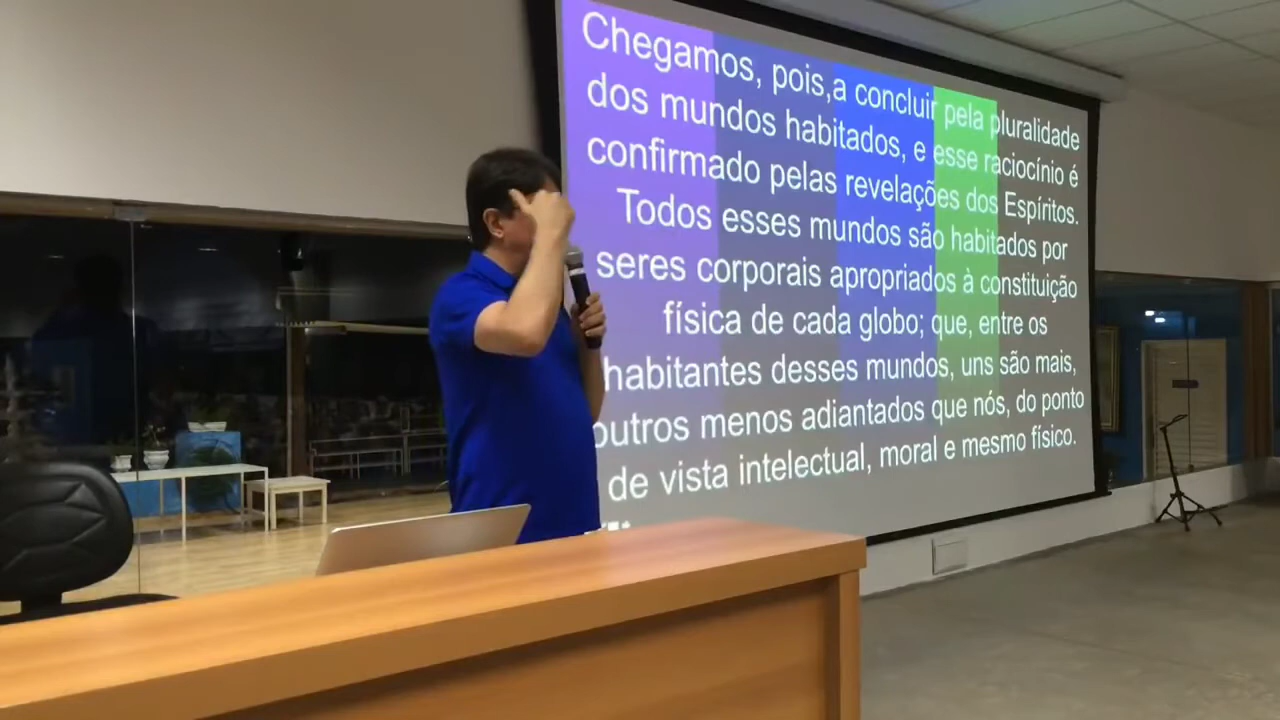 Chegamos, pois,a concluir pela pluralidade
dos mundos habitados, e esse raciocínio é
confirmado pelas revelações dos Espíritos.
Todos esses mundos são habitados por
seres corporais apropriados à constituição
física de cada globo; que, entre os
habitantes desses mundos, uns são mais,
outros menos adiantados que nós, do ponto
de vista intelectual, moral e mesmo físico.